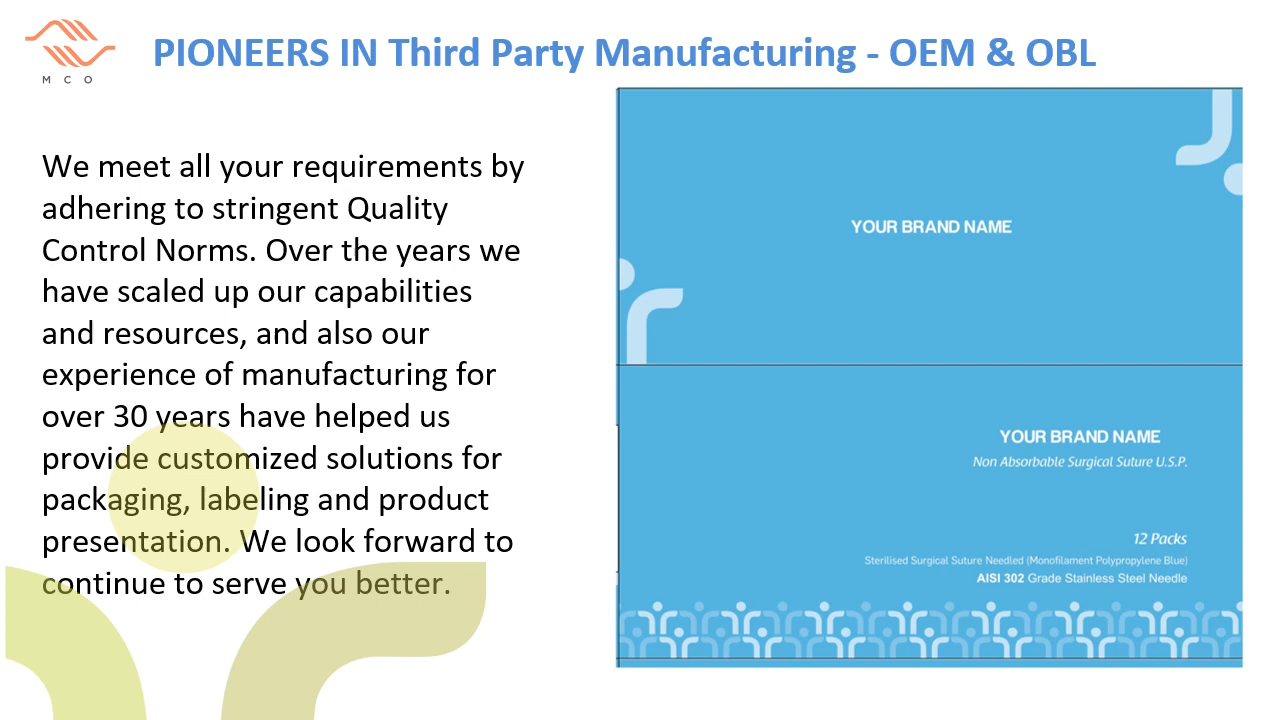 PIONEERS IN Third Party Manufacturing - OEM & OBL
M C O
We meet all your requirements by
adhering to stringent Quality
Control Norms. Over the years we
have scaled up our capabilities
and resources, and also our
experience of manufacturing for
over 30 years have helped us
provide customized solutions for
packaging, labeling and product
presentation. We look forward to
continue to serve you better.
YOUR BRAND NAME
YOUR BRAND NAME
Non Absorbable Surgical Suture U.S.P.
12 Packs
Sterilised Surgical Suture Needled (Monofilament Polypropylene Blue)
AISI 302 Grade Stainless Steel Needle